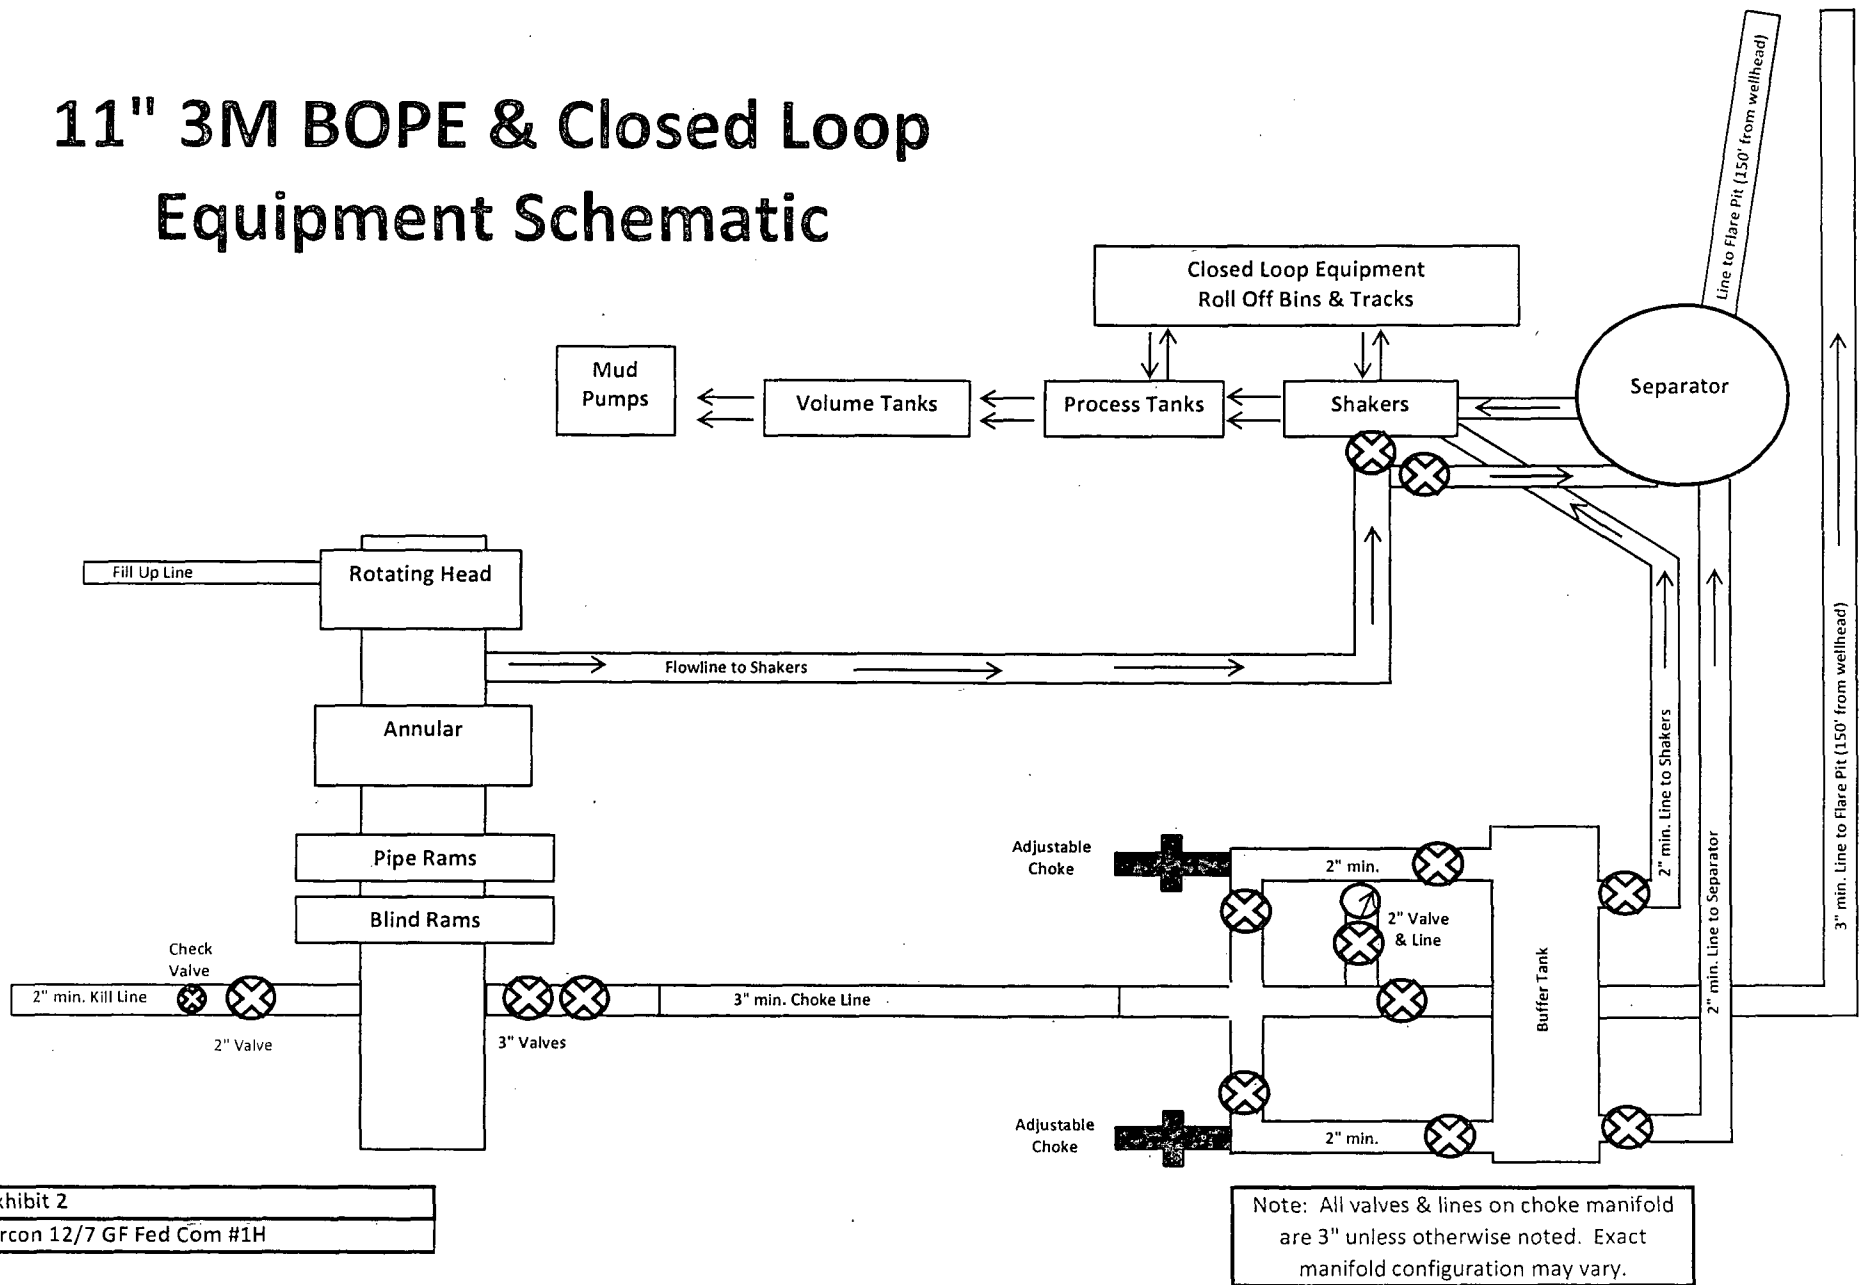 11" 3M BOPE & Closed Loop
Equipment Schematic
Line to Flare Pit (150' from wellhead)
Closed Loop Equipment
Roll Off Bins & Tracks
Mud
Pumps
Volume Tanks
Process Tanks
Shakers
Separator
Fill Up Line
Rotating Head
Flowline to Shakers
Annular
Pipe Rams
Blind Rams
Check
Valve
2" min. Kill Line
2" Valve
3" Valves
3" min. Choke Line
Adjustable
Choke
2" min.
2" Valve
& Line
Buffer Tank
2" min. Line to Shakers
2" min. Line to Separator
3" min. Line to Flare Pit (150' from wellhead)
Adjustable
Choke
2" min.
xhibit 2
rcon 12/7 GF Fed Com #1H
Note: All valves & lines on choke manifold
are 3" unless otherwise noted. Exact
manifold configuration may vary.